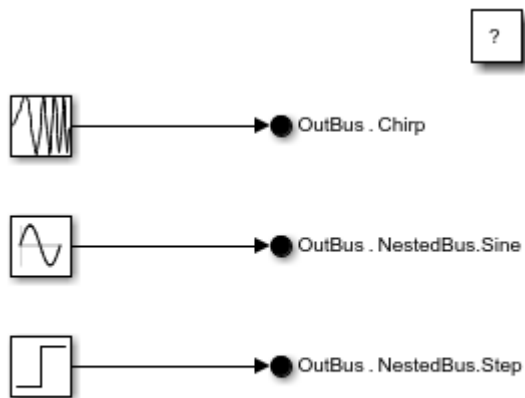 ?
OutBus . Chirp
OutBus . NestedBus.Sine
OutBus . NestedBus.Step